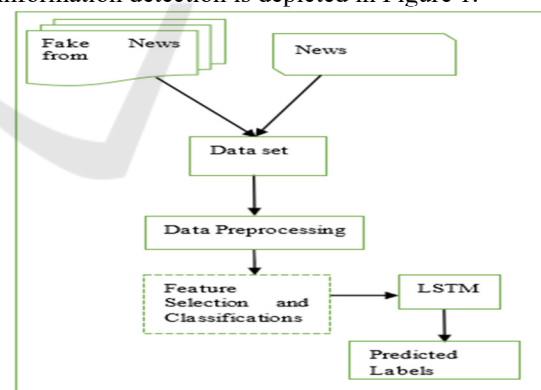 information detection is depicted in Figure 1.
Fake News
from
News
Data set
Data Preprocessing
Feature
Selection and
Classifications
LSTM
Predicted
Labels